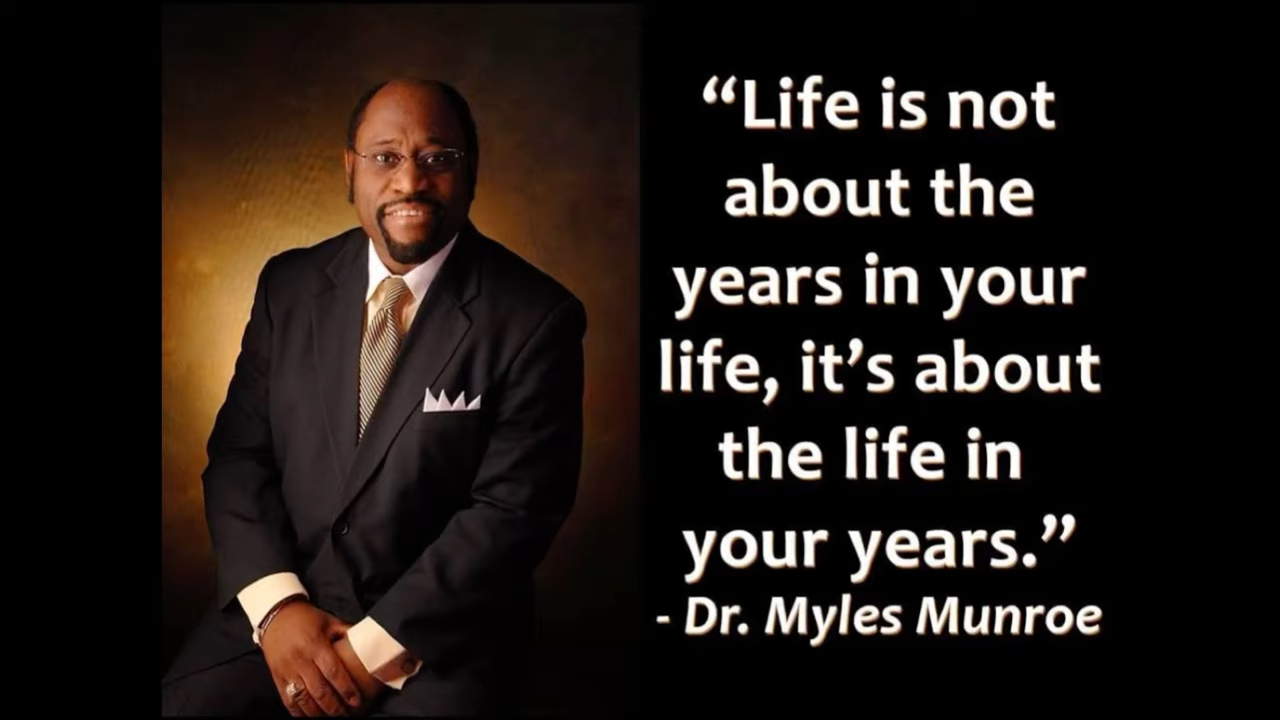 “Life is not
about the
years in your
life, it’s about
the life in
your years.”
- Dr. Myles Munroe